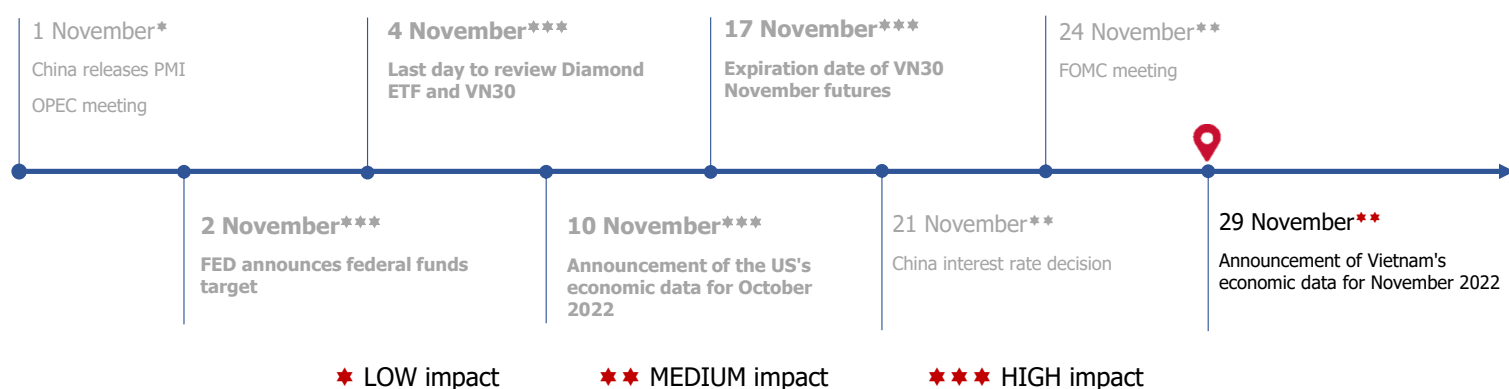 1 November*
China releases PMI
OPEC meeting
4 November***
Last day to review Diamond
ETF and VN30
17 November***
Expiration date of VN30
November futures
24 November**
FOMC meeting
2 November***
FED announces federal funds
target
10 November***
Announcement of the US's
economic data for October
2022
21 November**
China interest rate decision
29 November**
Announcement of Vietnam's
economic data for November 2022
* LOW impact
** MEDIUM impact
*** HIGH impact